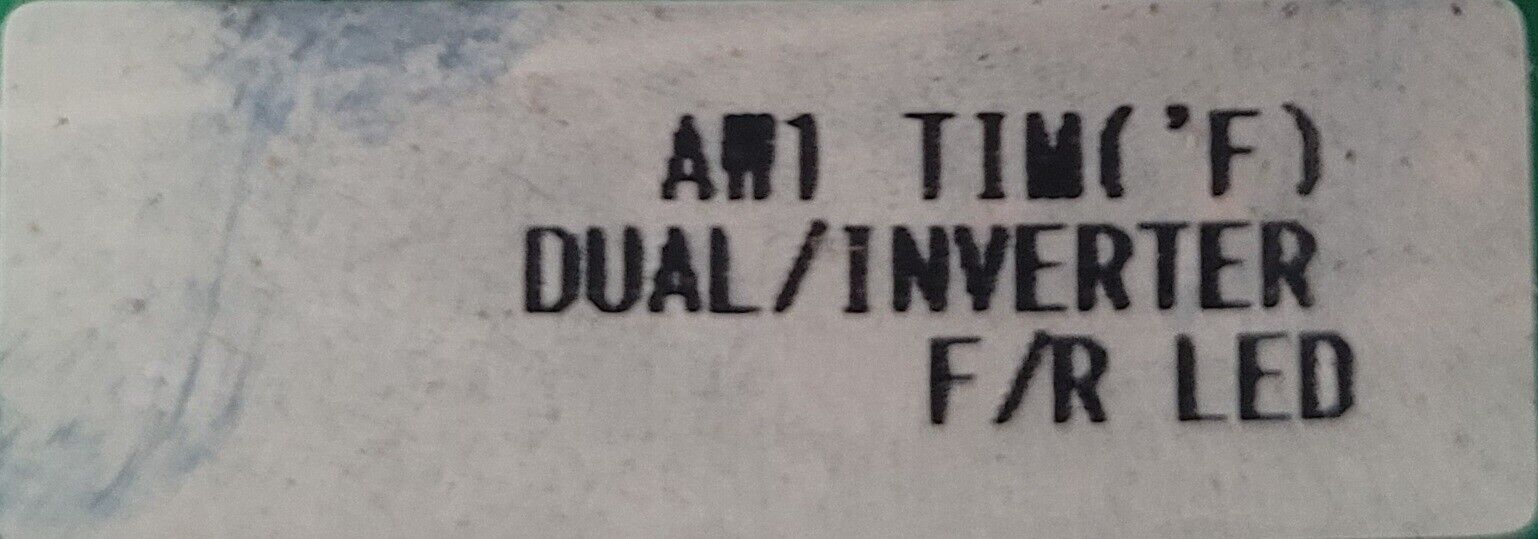 AW1 TIM('F)
DUAL/INVERTER
F/R LED